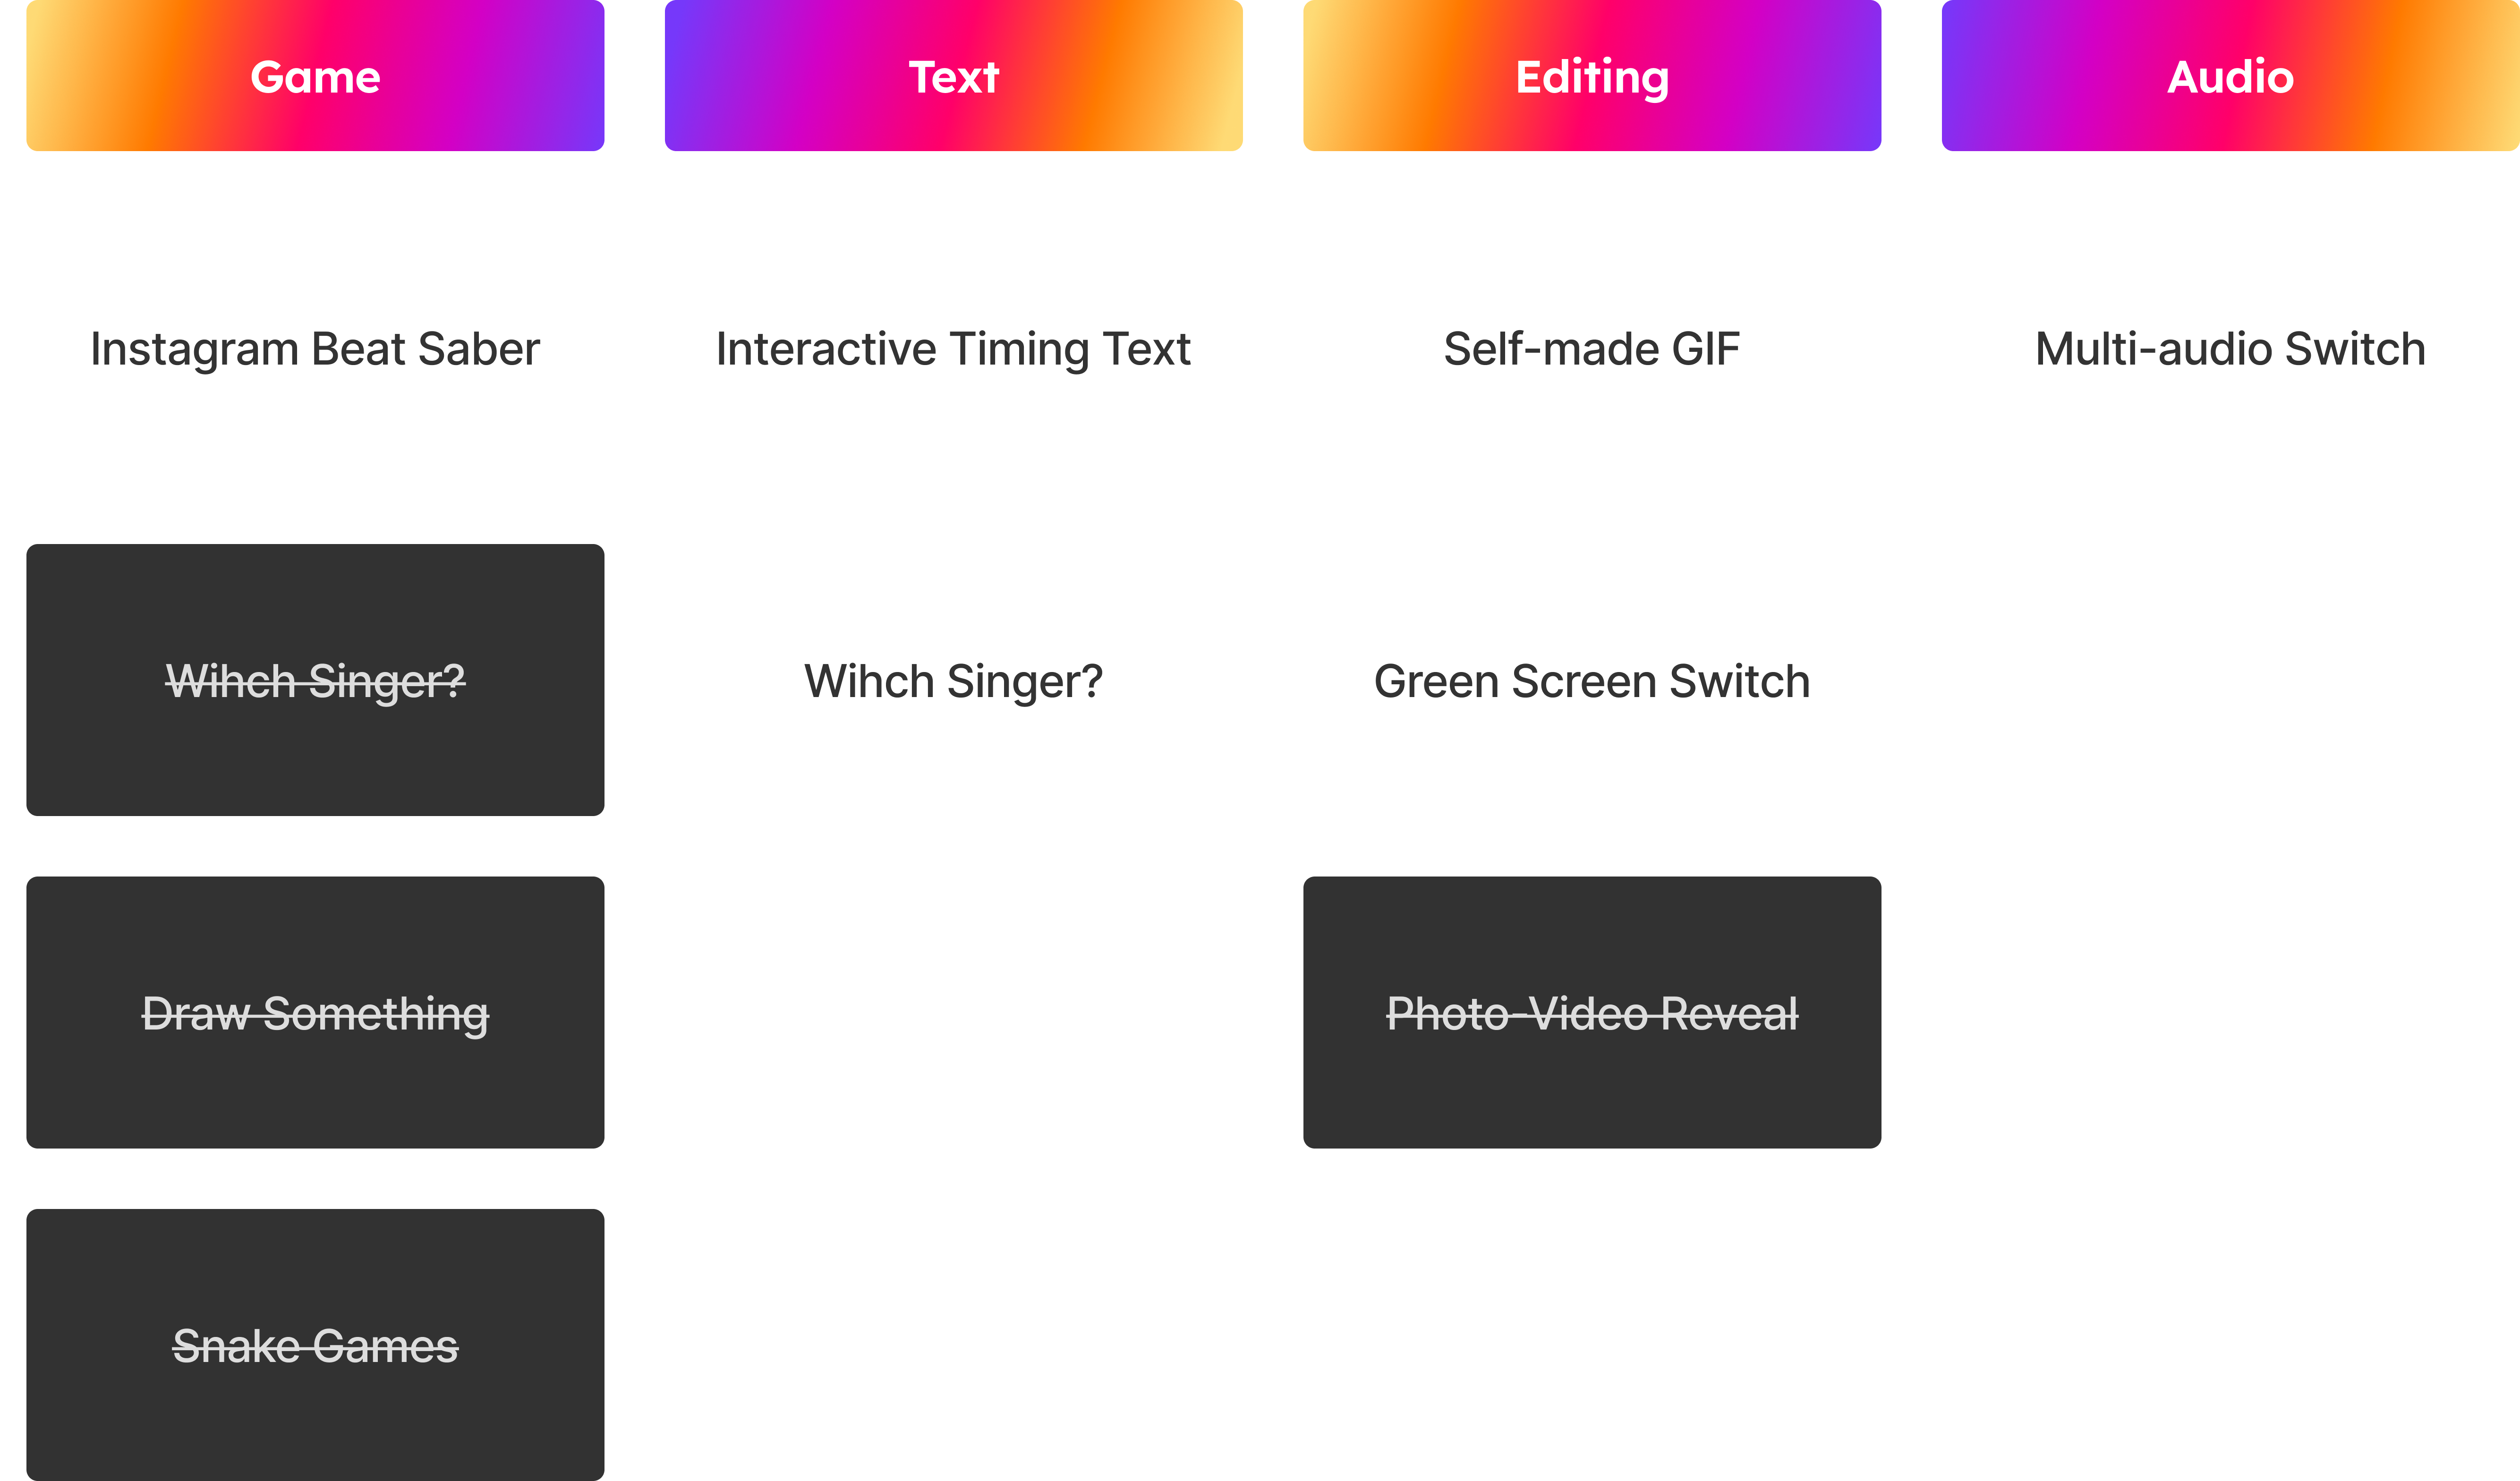 Game
Text
Editing
Audio
Instagram Beat Saber
Interactive Timing Text
Self-made GIF
Multi-audio Switch
Wihch Singer?
Wihch Singer?
Green Screen Switch
Draw Something
Photo-Video Reveal
Snake Games